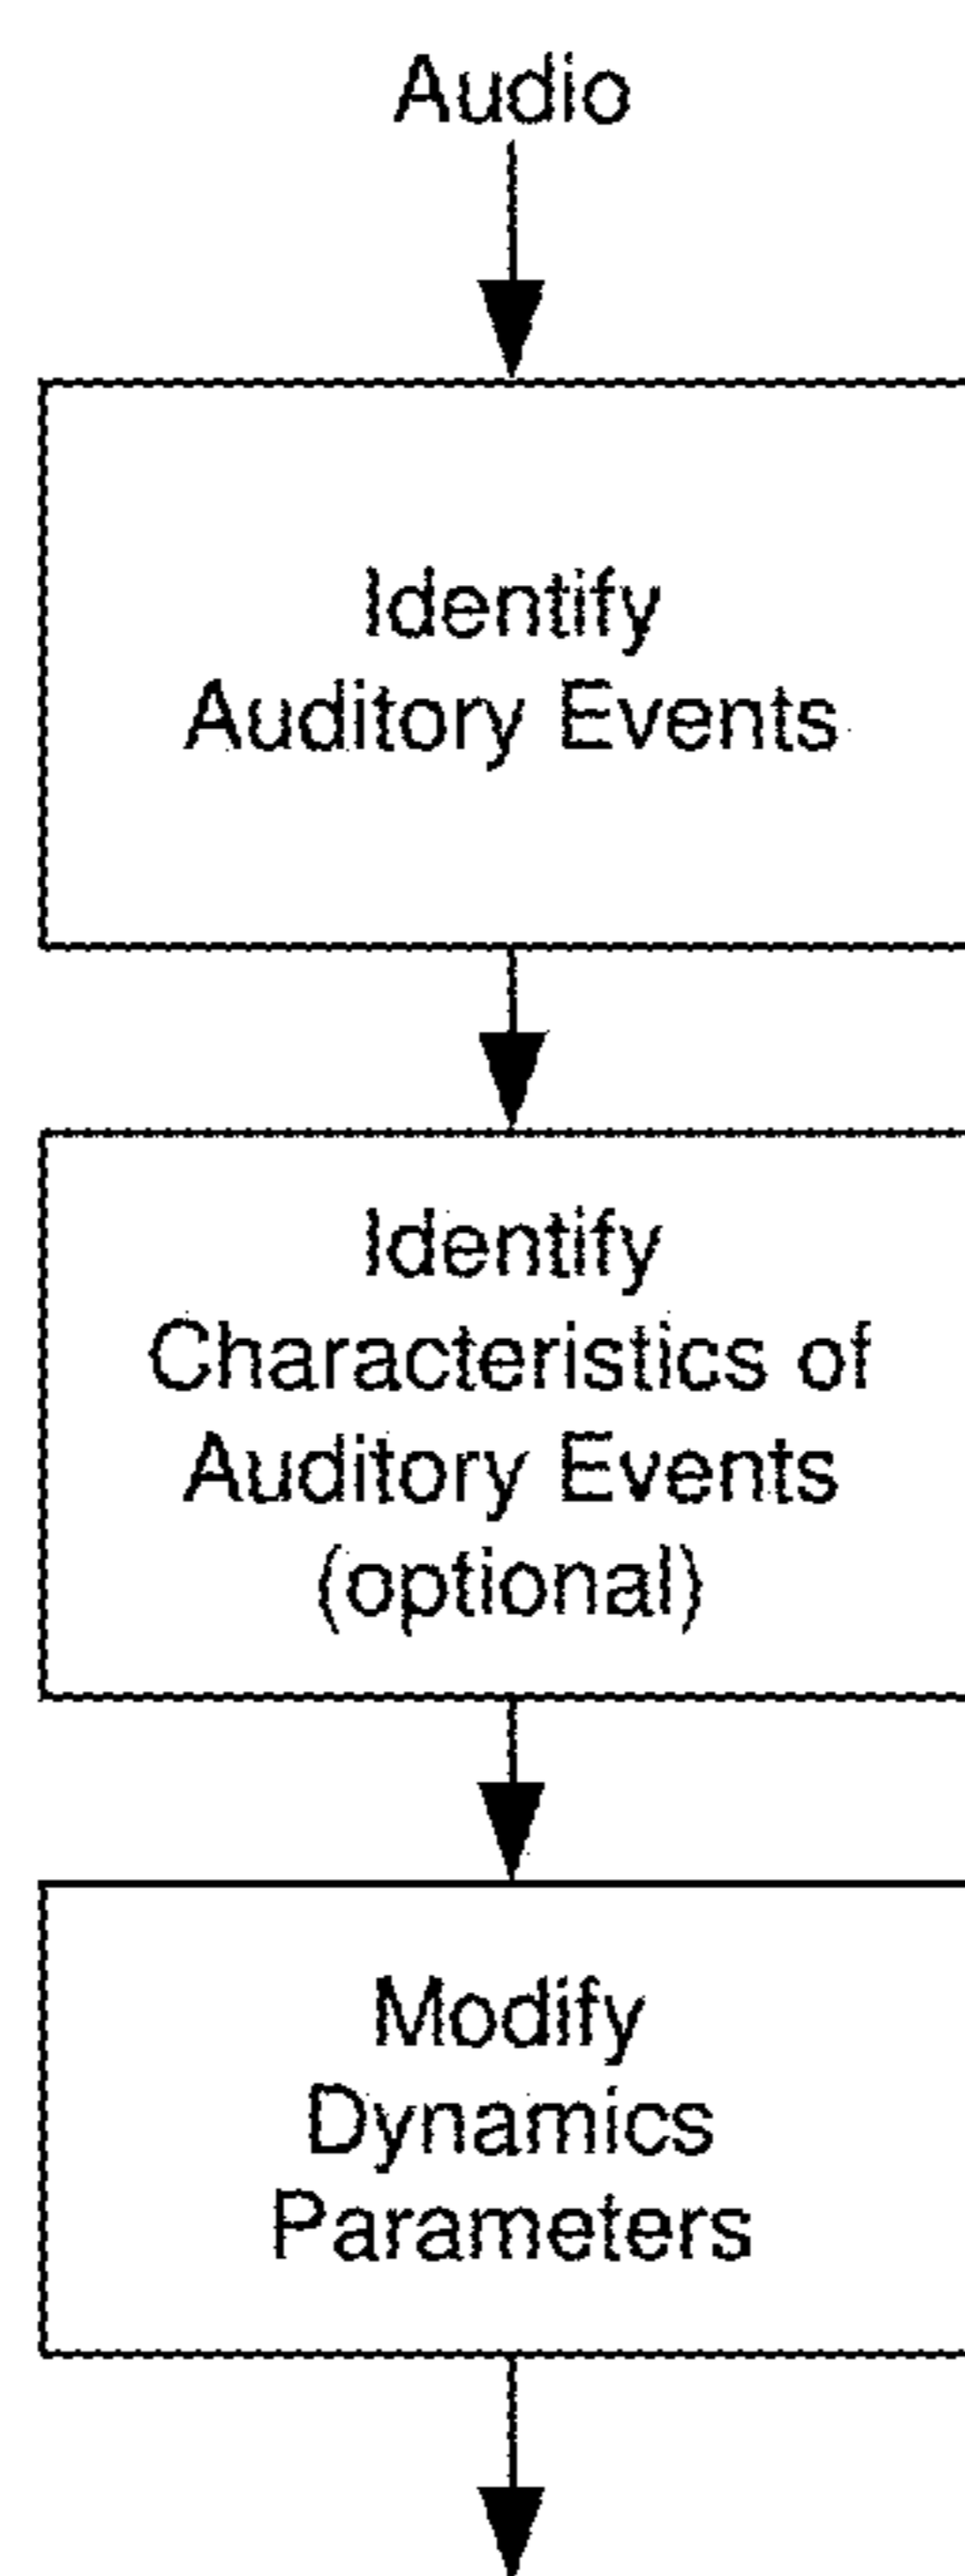 Audio
Identify
Auditory Events
Identify
Characteristics of
Auditory Events
(optional)
Modify
Dynamics
Parameters